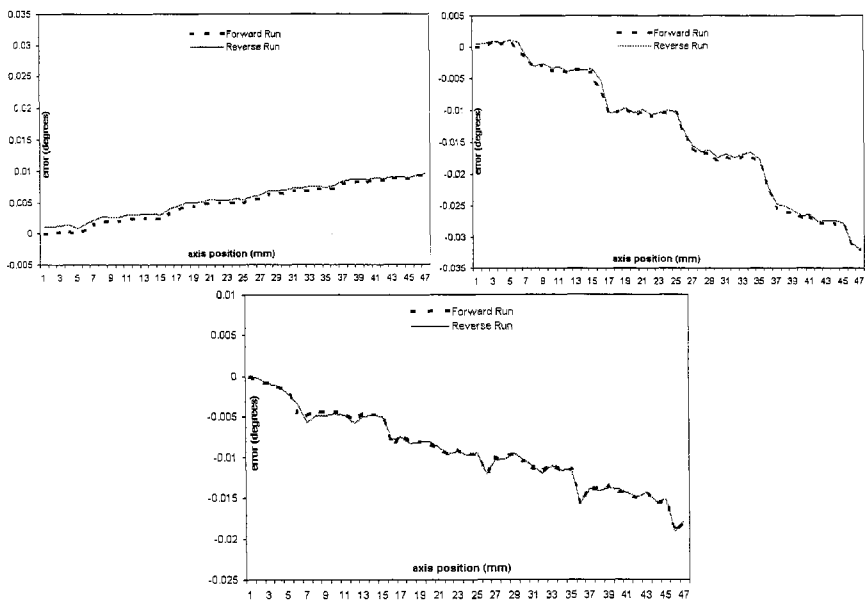 0.035
0.03
0.025
0.02
0.015
0.01
0.005
0
-0.005
error (degrees)
Forward Run
Reverse Run
axis position (mm)
1 3 5 7 9 11 13 15 17 19 21 23 25 27 29 31 33 35 37 39 41 43 45 47
0.005
0
-0.005
-0.01
-0.015
-0.02
-0.025
-0.03
-0.035
error (degrees)
Forward Run
Reverse Run
axis position (mm)
1 3 5 7 9 11 13 15 17 19 21 23 25 27 29 31 33 35 37 39 41 43 45 47
0.01
0.005
0
-0.005
-0.01
-0.015
-0.02
-0.025
error (degrees)
Forward Run
Reverse Run
axis position (mm)
1 3 5 7 9 11 13 15 17 19 21 23 25 27 29 31 33 35 37 39 41 43 45 47